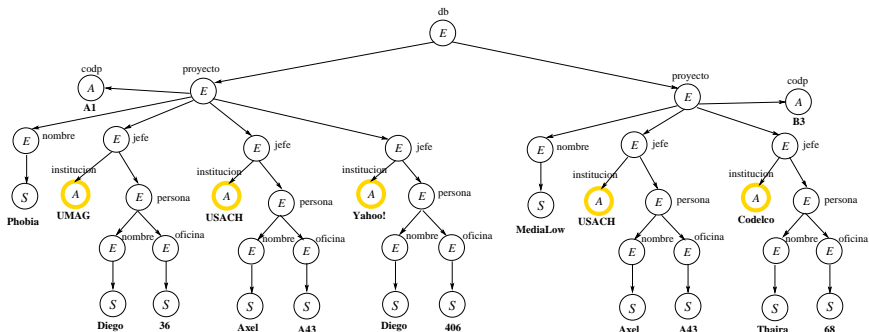 db
E
codp
proyecto
proyecto
codp
A
E
E
A
A1
B3
nombre
jefe
jefe
jefe
nombre
jefe
jefe
E
E
E
E
E
E
E
institucion
institucion
institucion
institucion
institucion
S
A
E
persona
A
E
persona
A
E
persona
S
A
E
persona
A
E
persona
Phobia
UMAG
USACH
Yahoo!
MediaLow
USACH
Codelco
nombre
oficina
nombre
oficina
nombre
oficina
nombre
oficina
nombre
oficina
E
E
E
E
E
E
E
E
E
E
S
S
S
S
S
S
S
S
S
S
Diego
36
Axel
A43
Diego
406
Axel
A43
Thaira
68